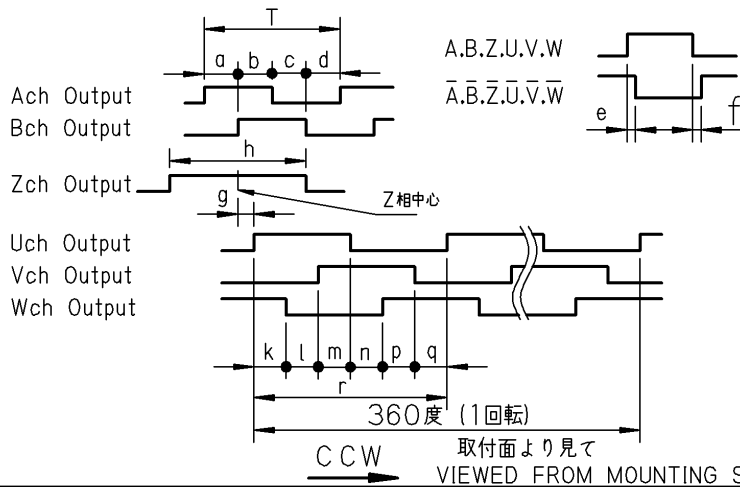 T
a b c d
Ach Output
Bch Output
h
Zch Output
g
Z相中心
A.B.Z.U.V.W
A̅.B̅.Z̅.U̅.V̅.W̅
e f
Uch Output
Vch Output
Wch Output
k l m n p q
r
360度 (1回転)
取付面より見て
CCW
VIEWED FROM MOUNTING S